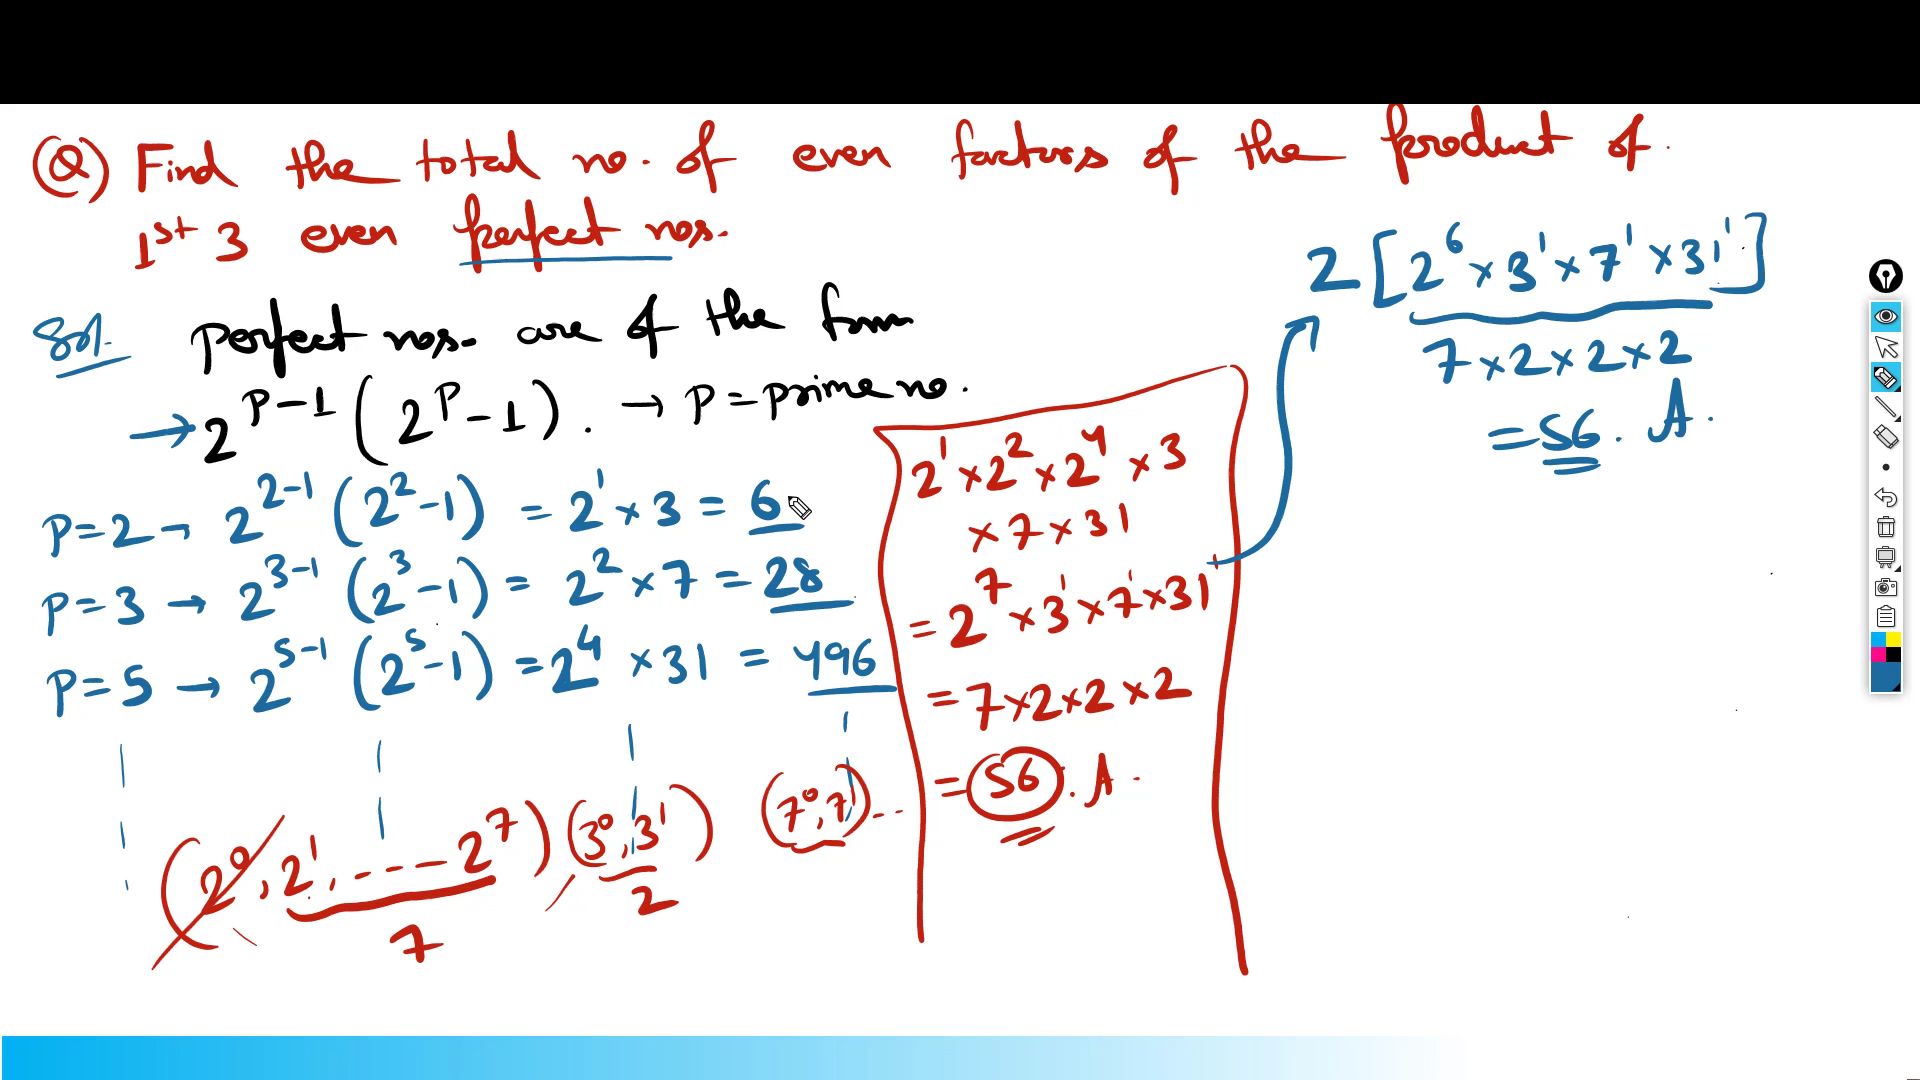 (Q) Find the total no. of even factors of the product of
1st 3 even perfect nos.
Sol. Perfect nos. are of the form
→ 2^(P-1) (2^P - 1). → P = prime no.
P=2 → 2^(2-1) (2^2 - 1) = 2^1 × 3 = 6
P=3 → 2^(3-1) (2^3 - 1) = 2^2 × 7 = 28
P=5 → 2^(5-1) (2^5 - 1) = 2^4 × 31 = 496
(2^0, 2^1, ---- 2^7) (3^0, 3^1) (7^0, 7^1)...
7 2
2^1 × 2^2 × 2^4 × 3
× 7 × 31
= 2^7 × 3^1 × 7^1 × 31^1
= 7×2×2×2
= 56. A.
2 [2^6 × 3^1 × 7^1 × 31^1]
7 × 2 × 2 × 2
= 56. A.